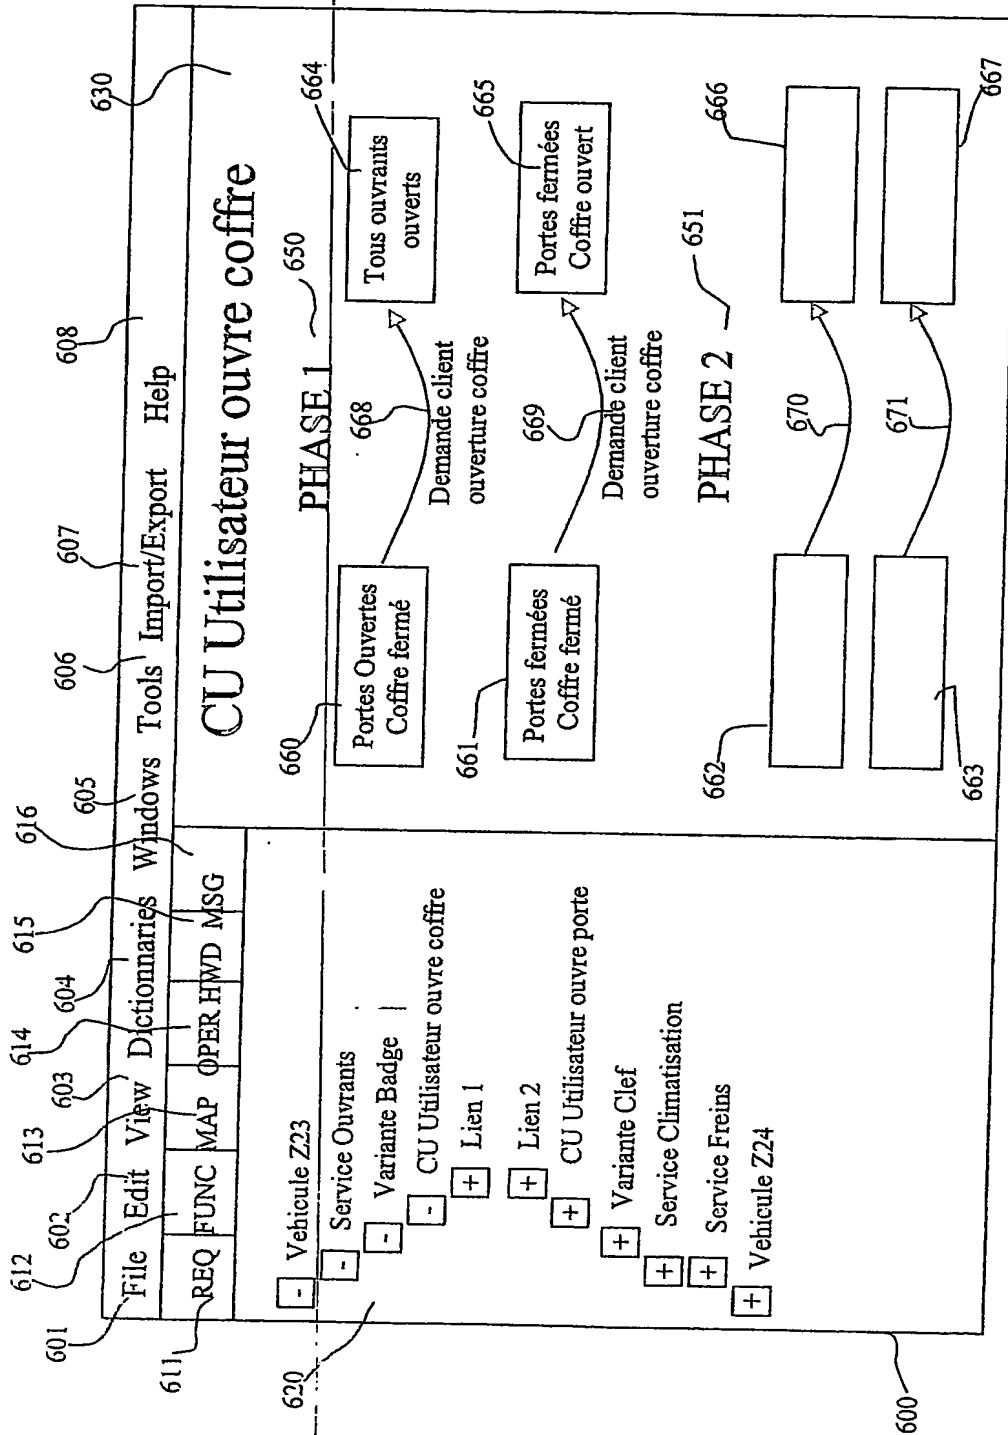 601
602
603
604
605
606
607
608
File Edit View Dictionnaries Windows Tools Import/Export Help
611
612
613
614
615
616
REQ FUNC MAP OPER HWD MSG
630
620
- Vehicule Z23
- Service Ouvrants
- Variante Badge
- CU Utilisateur ouvre coffre
+ Lien 1
+ Lien 2
+ CU Utilisateur ouvre porte
+ Variante Clef
+ Service Climatisation
+ Service Freins
+ Vehicule Z24
600
CU Utilisateur ouvre coffre
PHASE 1
650
660
Portes Ouvertes
Coffre fermé
668
Demande client
ouverture coffre
664
Tous ouvrants
ouverts
661
Portes fermées
Coffre fermé
669
Demande client
ouverture coffre
665
Portes fermées
Coffre ouvert
PHASE 2
651
662
670
666
663
671
667